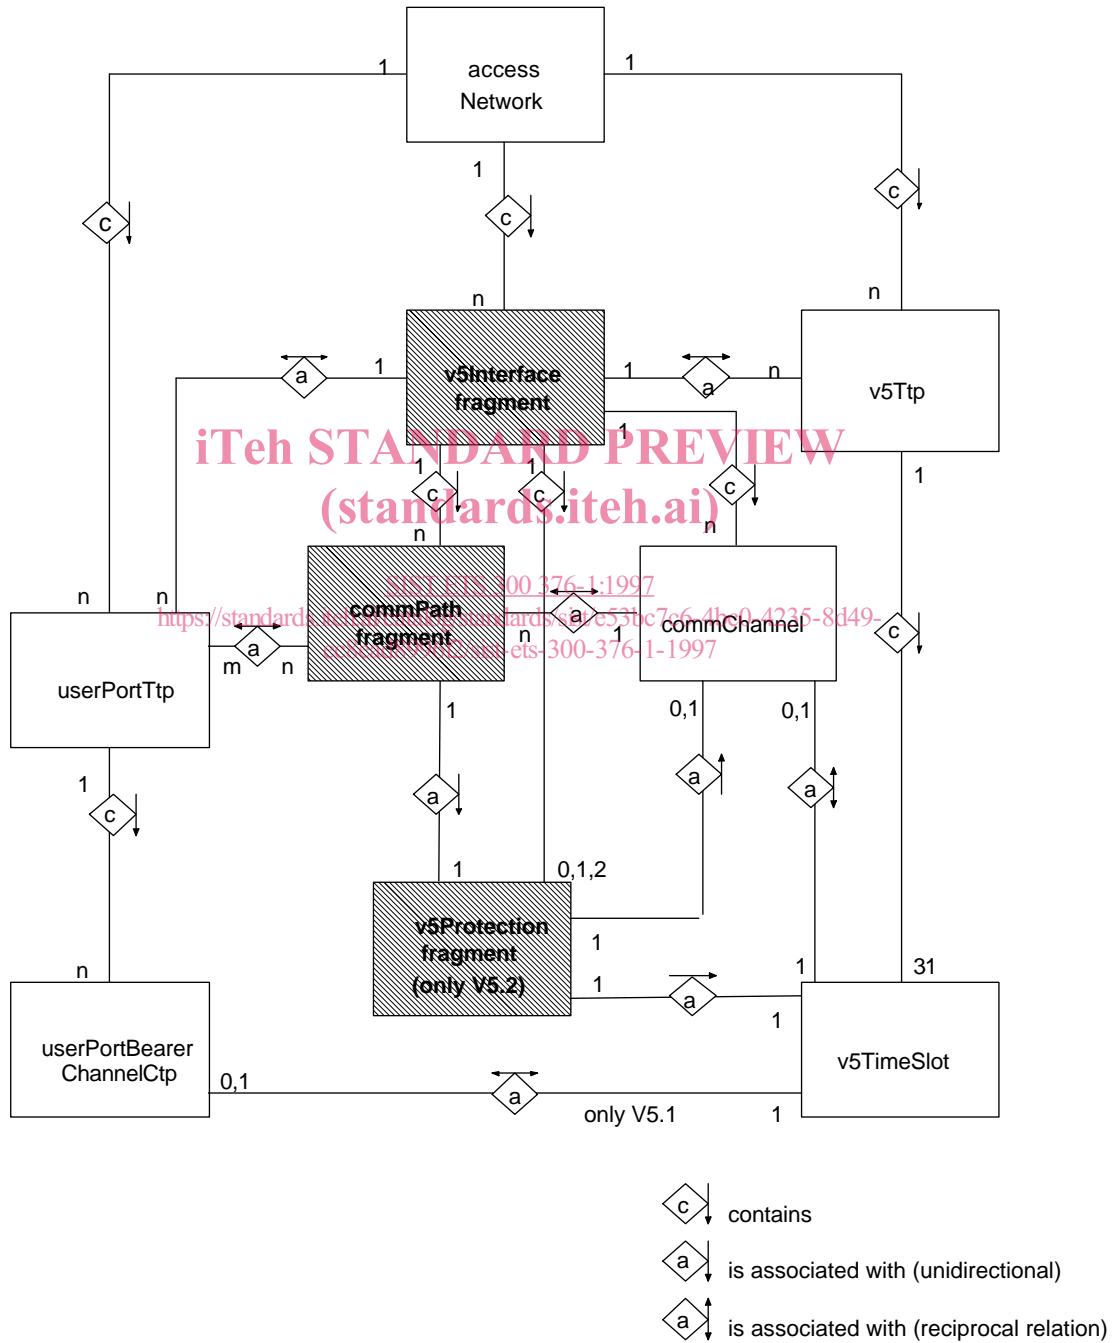 access
Network
1
1
1
c
c
c
n
n
v5Interface
fragment
1
a
1
a
n
v5Ttp
iTeh STANDARD PREVIEW
(standards.iteh.ai)
1
1
1
1
c
c
c
n
n
SIST ETS 300 376-1:1997
commPath
fragment
n
a
1
commChannel
n
n
c
m
a
n
userPortTtp
1
0,1
0,1
1
c
a
a
a
1
0,1,2
v5Protection
fragment
(only V5.2)
1
1
a
1
1
31
n
userPortBearer
ChannelCtp
v5TimeSlot
0,1
a
only V5.1
1
c contains
a is associated with (unidirectional)
a is associated with (reciprocal relation)